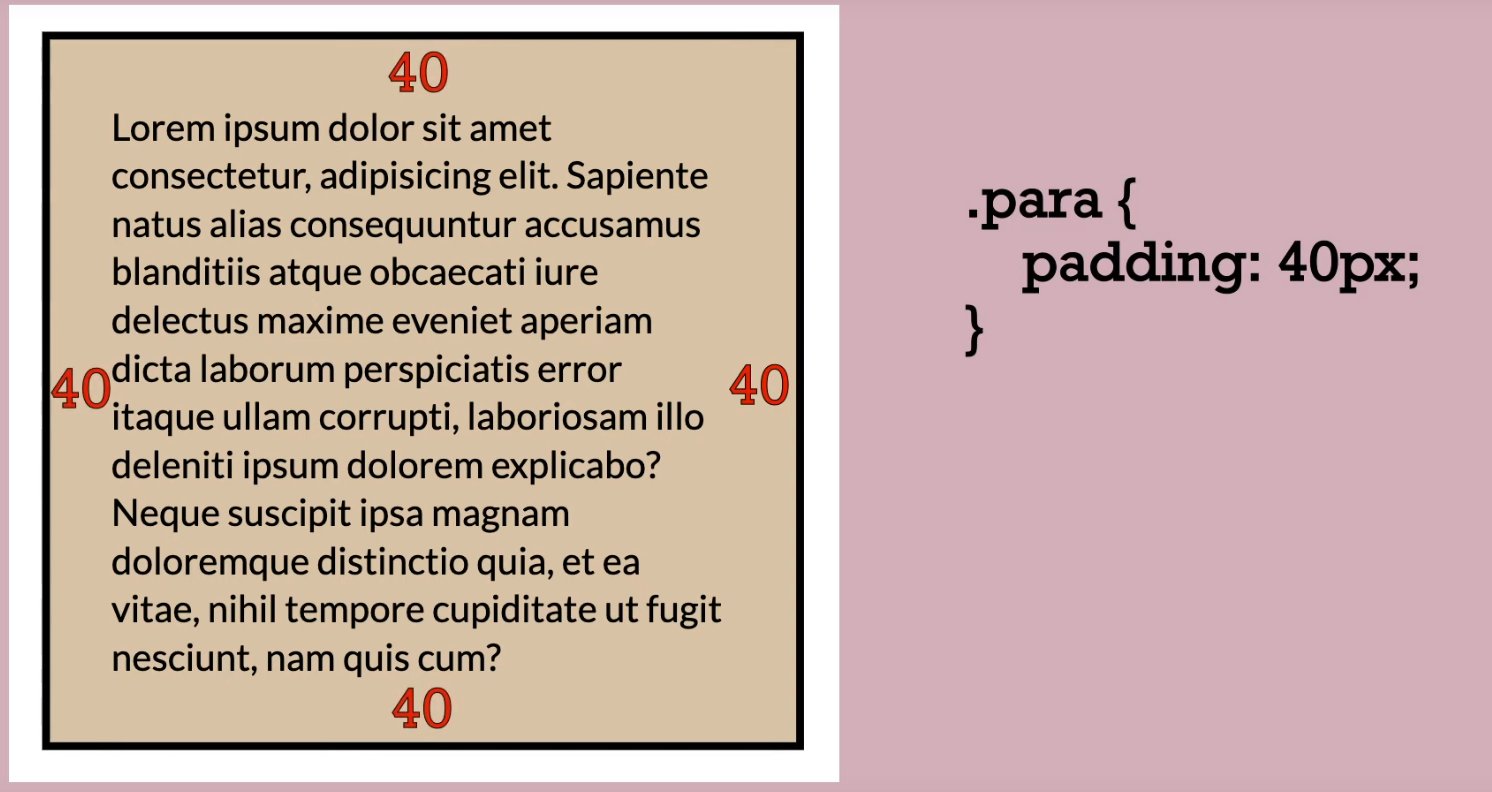 40
Lorem ipsum dolor sit amet
consectetur, adipisicing elit. Sapiente
natus alias consequuntur accusamus
blanditiis atque obcaecati iure
delectus maxime eveniet aperiam
dicta laborum perspiciatis error
40
40
itaque ullam corrupti, laboriosam illo
deleniti ipsum dolorem explicabo?
Neque suscipit ipsa magnam
doloremque distinctio quia, et ea
vitae, nihil tempore cupiditate ut fugit
nesciunt, nam quis cum?
40
.para {
padding: 40px;
}